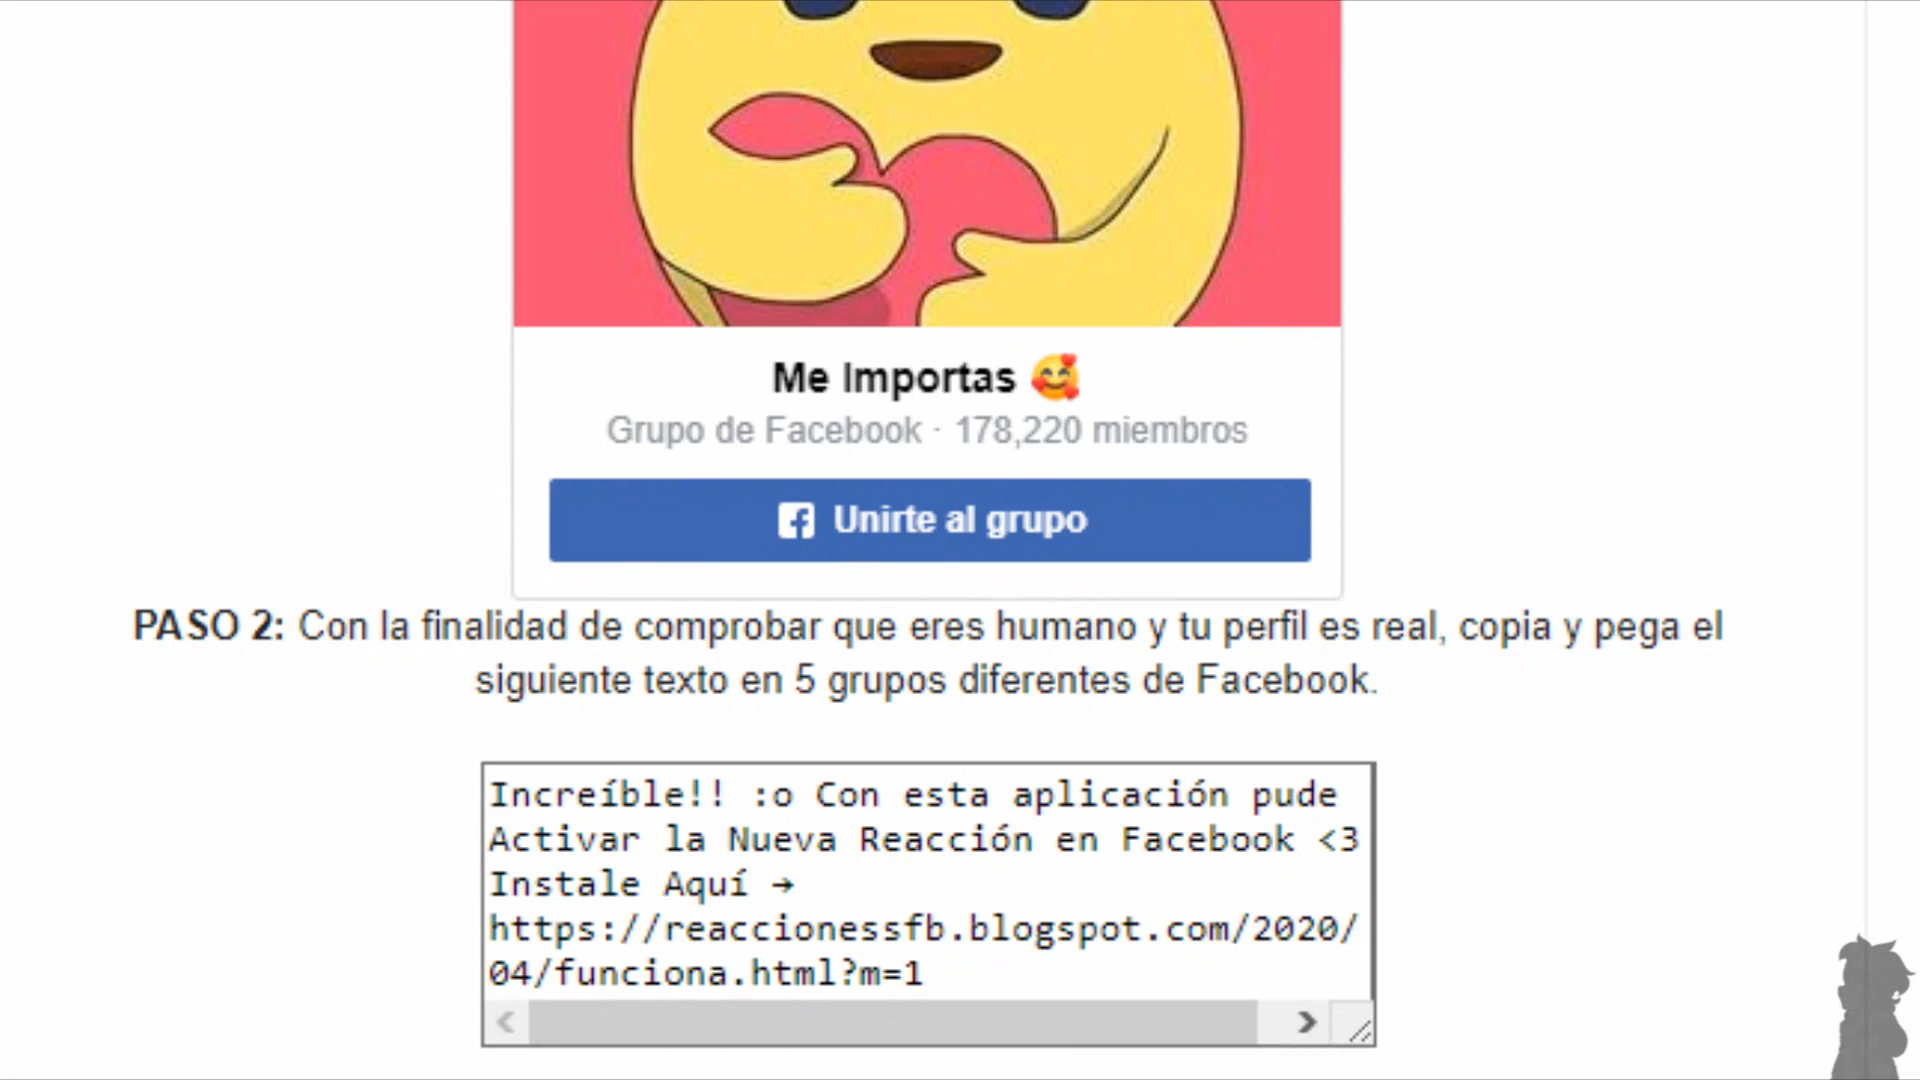 Me Importas 🥰
Grupo de Facebook · 178,220 miembros
Unirte al grupo
PASO 2: Con la finalidad de comprobar que eres humano y tu perfil es real, copia y pega el
siguiente texto en 5 grupos diferentes de Facebook.
Increíble!! :o Con esta aplicación pude
Activar la Nueva Reacción en Facebook <3
Instale Aquí →
https://reaccionessfb.blogspot.com/2020/
04/funciona.html?m=1